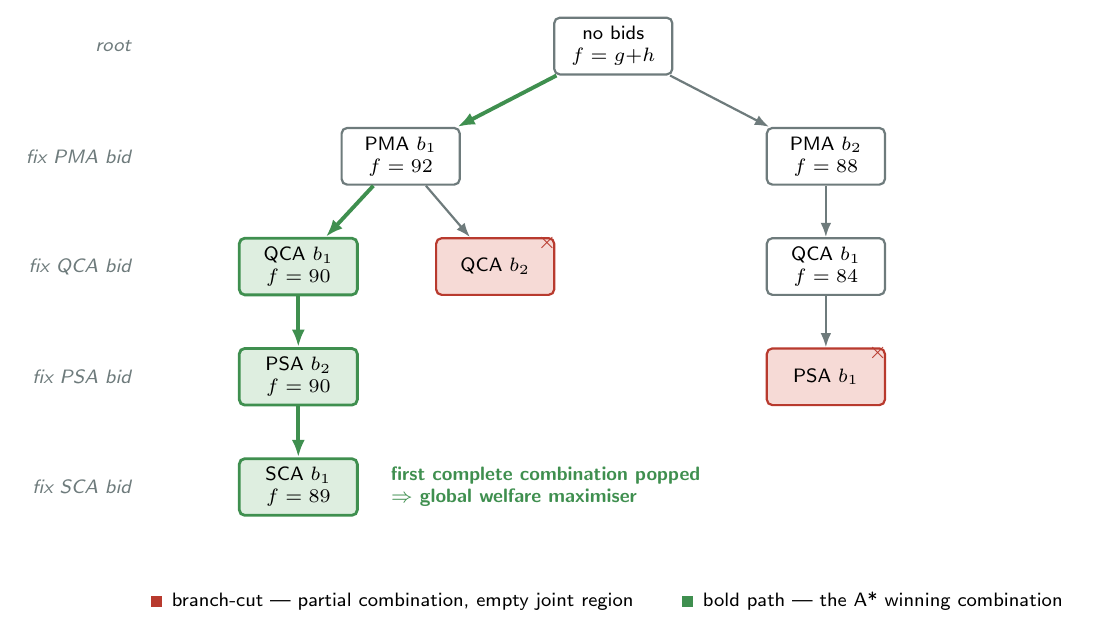 root
no bids
f = g+h
fix PMA bid
PMA b₁
f = 92
PMA b₂
f = 88
fix QCA bid
QCA b₁
f = 90
QCA b₂
×
QCA b₁
f = 84
fix PSA bid
PSA b₂
f = 90
PSA b₁
×
fix SCA bid
SCA b₁
f = 89
first complete combination popped
⇒ global welfare maximiser
branch-cut — partial combination, empty joint region
bold path — the A* winning combination